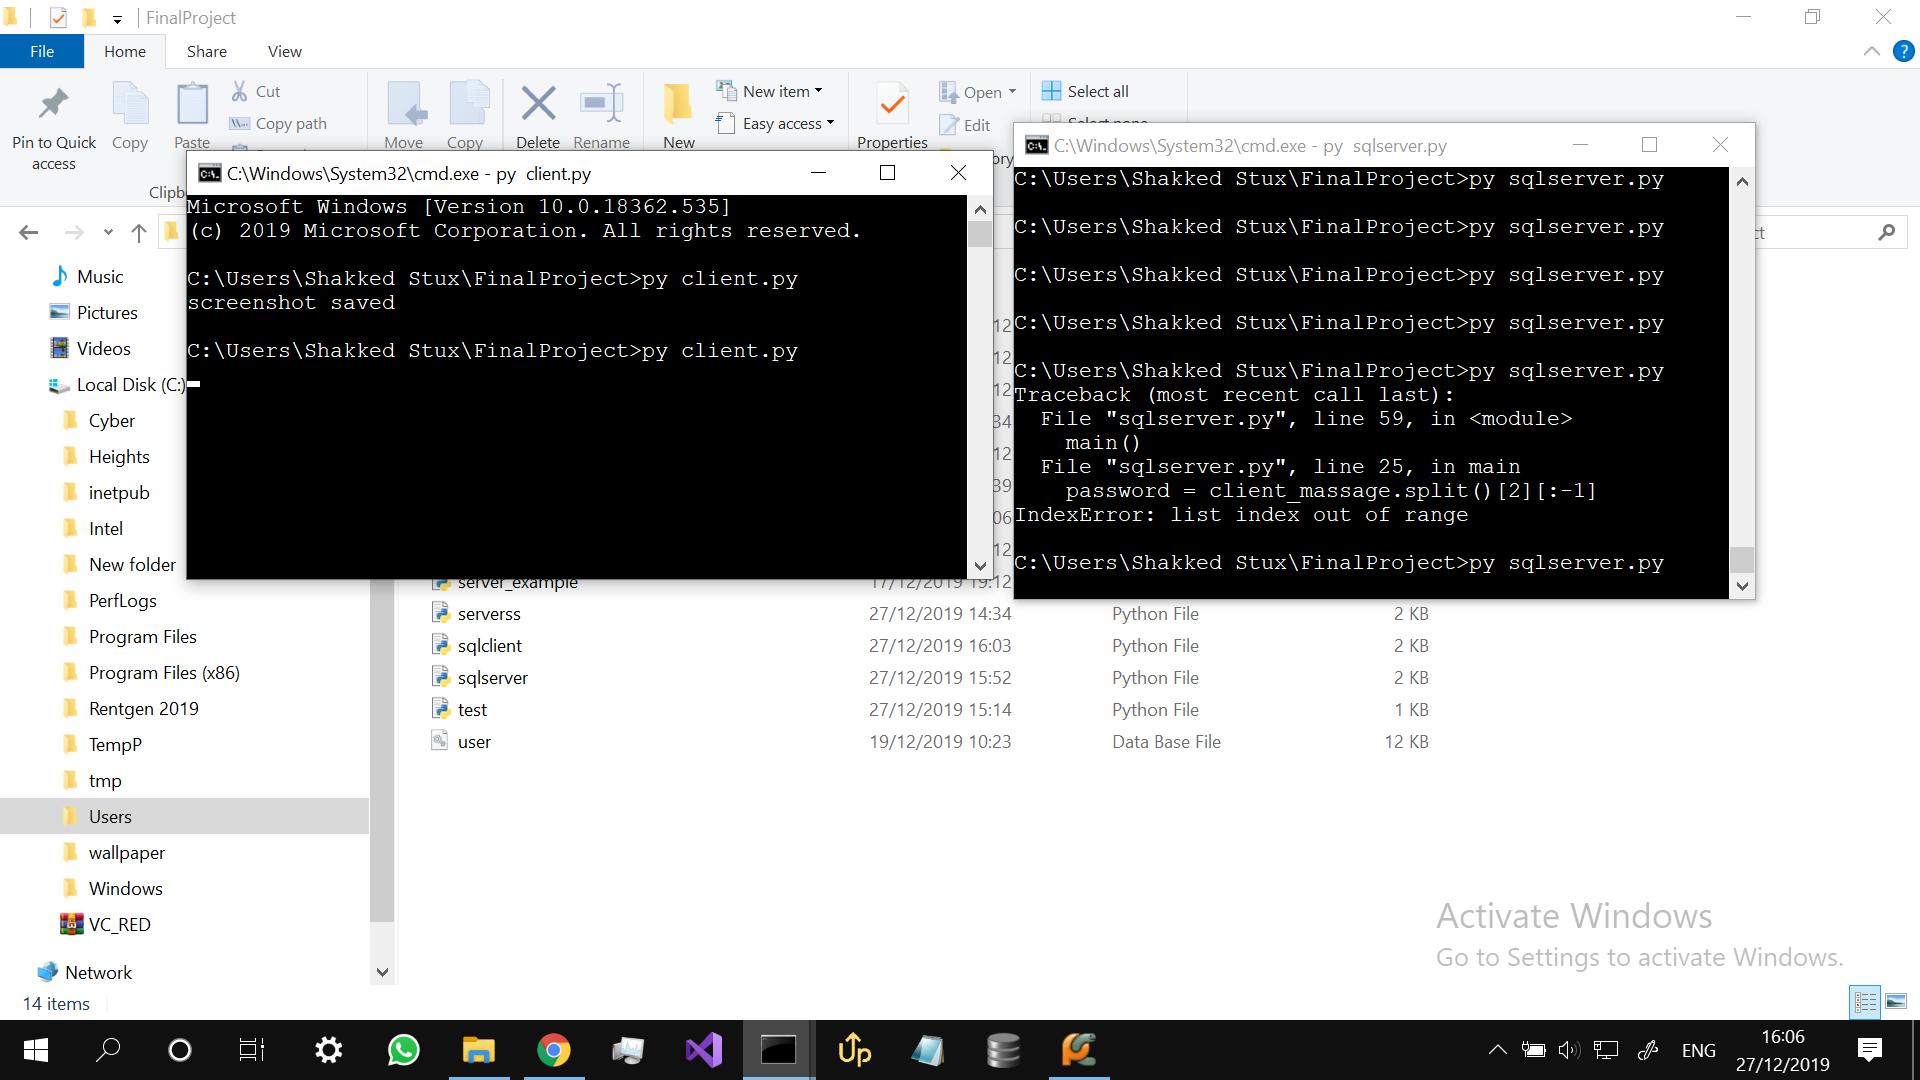 FinalProject
File
Home
Share
View
Pin to Quick access
Copy
Paste
Cut
Copy path
Move
Copy
Delete
Rename
New
New item
Easy access
Properties
Open
Edit
Select all
Select none
Clipb
ory
C:\Windows\System32\cmd.exe - py client.py
Microsoft Windows [Version 10.0.18362.535]
(c) 2019 Microsoft Corporation. All rights reserved.
C:\Users\Shakked Stux\FinalProject>py client.py
screenshot saved
C:\Users\Shakked Stux\FinalProject>py client.py
C:\Windows\System32\cmd.exe - py sqlserver.py
C:\Users\Shakked Stux\FinalProject>py sqlserver.py
C:\Users\Shakked Stux\FinalProject>py sqlserver.py
C:\Users\Shakked Stux\FinalProject>py sqlserver.py
C:\Users\Shakked Stux\FinalProject>py sqlserver.py
C:\Users\Shakked Stux\FinalProject>py sqlserver.py
Traceback (most recent call last):
File "sqlserver.py", line 59, in <module>
main()
File "sqlserver.py", line 25, in main
password = client_massage.split()[2][:-1]
IndexError: list index out of range
C:\Users\Shakked Stux\FinalProject>py sqlserver.py
ct
Music
Pictures
Videos
Local Disk (C:)
Cyber
Heights
inetpub
Intel
New folder
PerfLogs
Program Files
Program Files (x86)
Rentgen 2019
TempP
tmp
Users
wallpaper
Windows
VC_RED
Network
12
12
12
34
12
39
06
12
server_example 17/12/2019 19:12
serverss 27/12/2019 14:34 Python File 2 KB
sqlclient 27/12/2019 16:03 Python File 2 KB
sqlserver 27/12/2019 15:52 Python File 2 KB
test 27/12/2019 15:14 Python File 1 KB
user 19/12/2019 10:23 Data Base File 12 KB
Activate Windows
Go to Settings to activate Windows.
14 items
ENG
16:06
27/12/2019